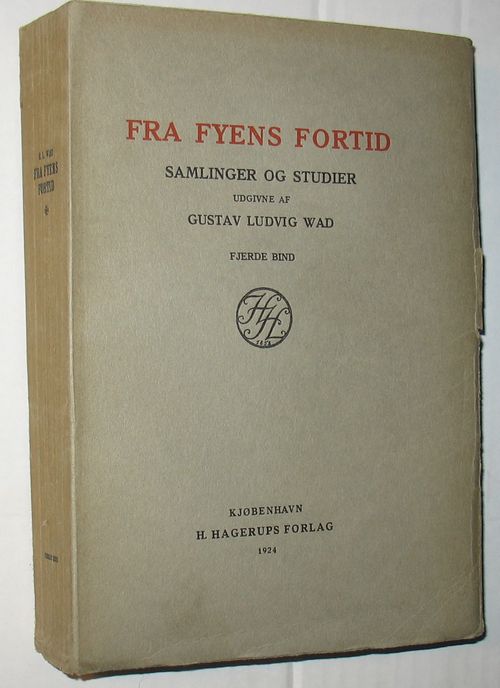 FRA FYENS FORTID
SAMLINGER OG STUDIER
UDGIVNE AF
GUSTAV LUDVIG WAD
FJERDE BIND
KJØBENHAVN
H. HAGERUPS FORLAG
1924
G. L. WAD
FRA FYENS
FORTID